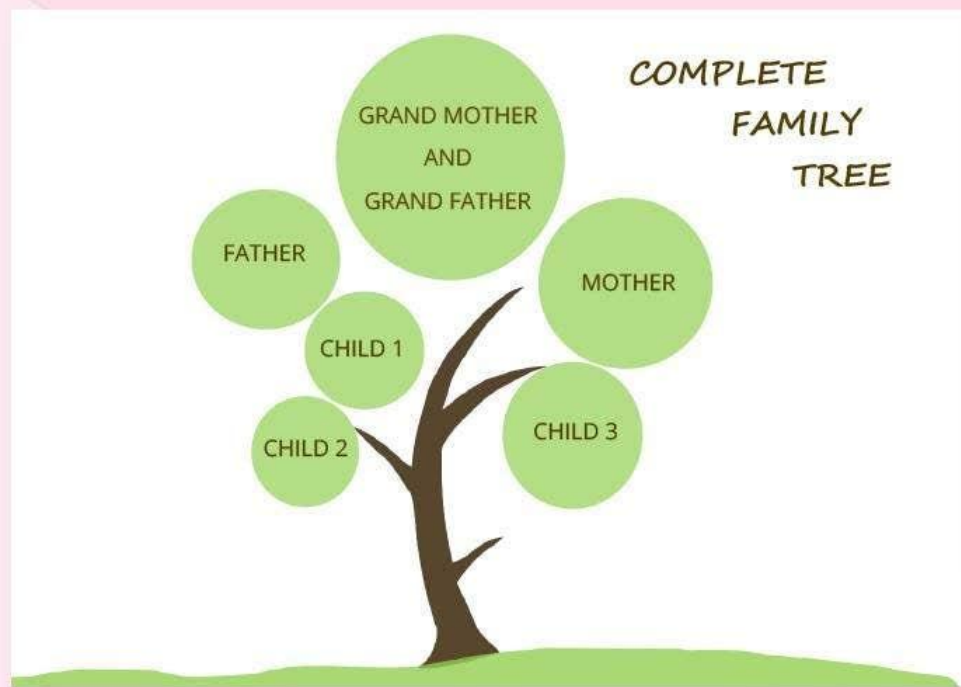 COMPLETE
FAMILY
TREE
GRAND MOTHER
AND
GRAND FATHER
FATHER
MOTHER
CHILD 1
CHILD 2
CHILD 3